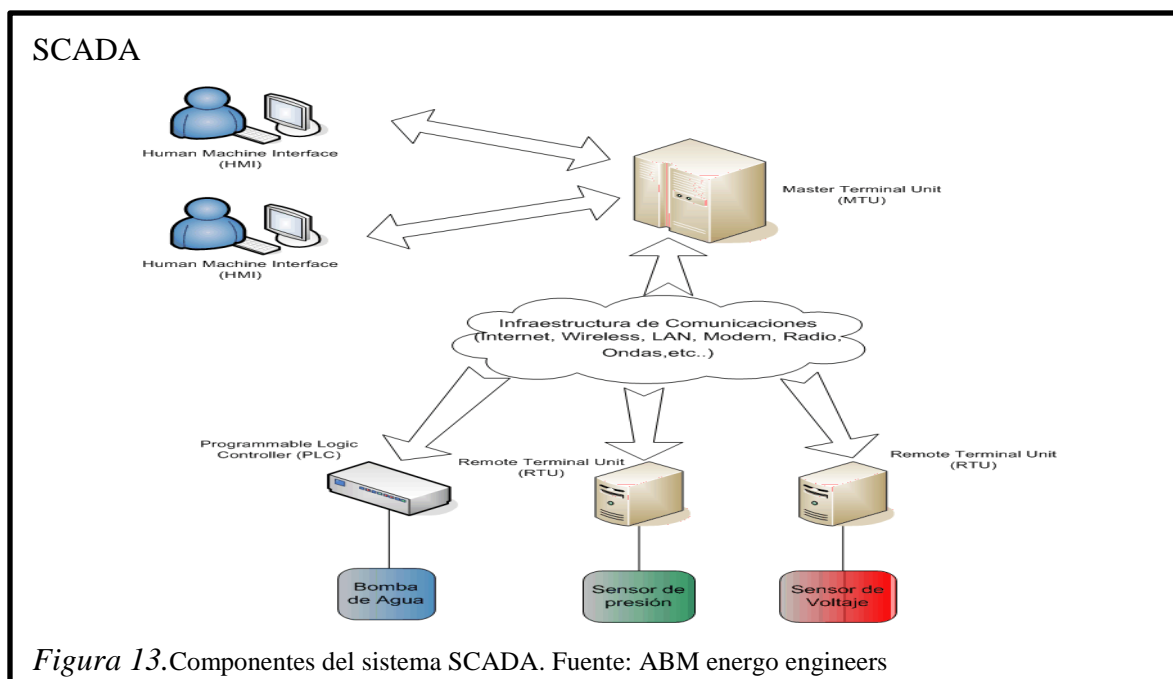 SCADA
Human Machine Interface
(HMI)
Master Terminal Unit
(MTU)
Human Machine Interface
(HMI)
Infraestructura de Comunicaciones
(Internet, Wireless, LAN, Modem, Radio,
Ondas,etc..)
Programmable Logic
Controller (PLC)
Remote Terminal Unit
(RTU)
Remote Terminal Unit
(RTU)
Bomba
de Agua
Sensor de
presión
Sensor de
Voltaje
Figura 13.Componentes del sistema SCADA. Fuente: ABM energo engineers